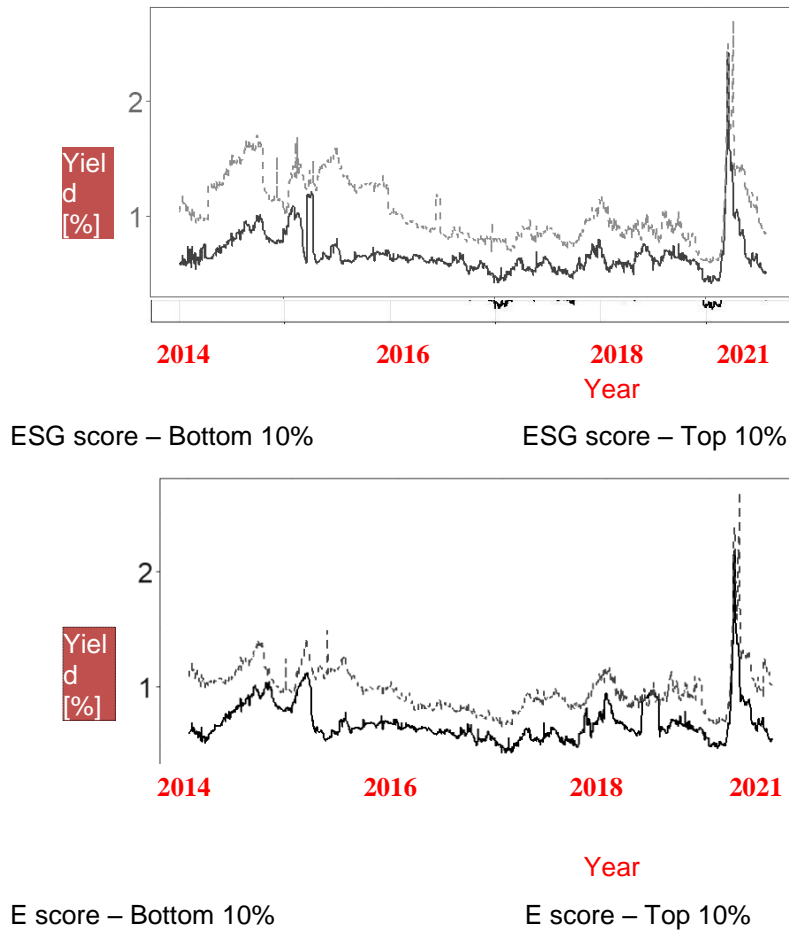 2
Yiel
d
[%]
1
2014 2016 2018 2021
Year
ESG score – Bottom 10% ESG score – Top 10%
2
Yiel
d
[%]
1
2014 2016 2018 2021
Year
E score – Bottom 10% E score – Top 10%